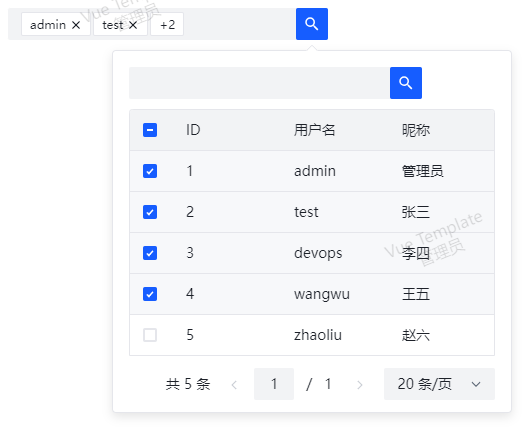 admin × test × +2
Vue Template
管理员
ID 用户名 昵称
1 admin 管理员
2 test 张三
3 devops 李四
4 wangwu 王五
5 zhaoliu 赵六
Vue Template
管理员
共 5 条 < 1 / 1 > 20 条/页